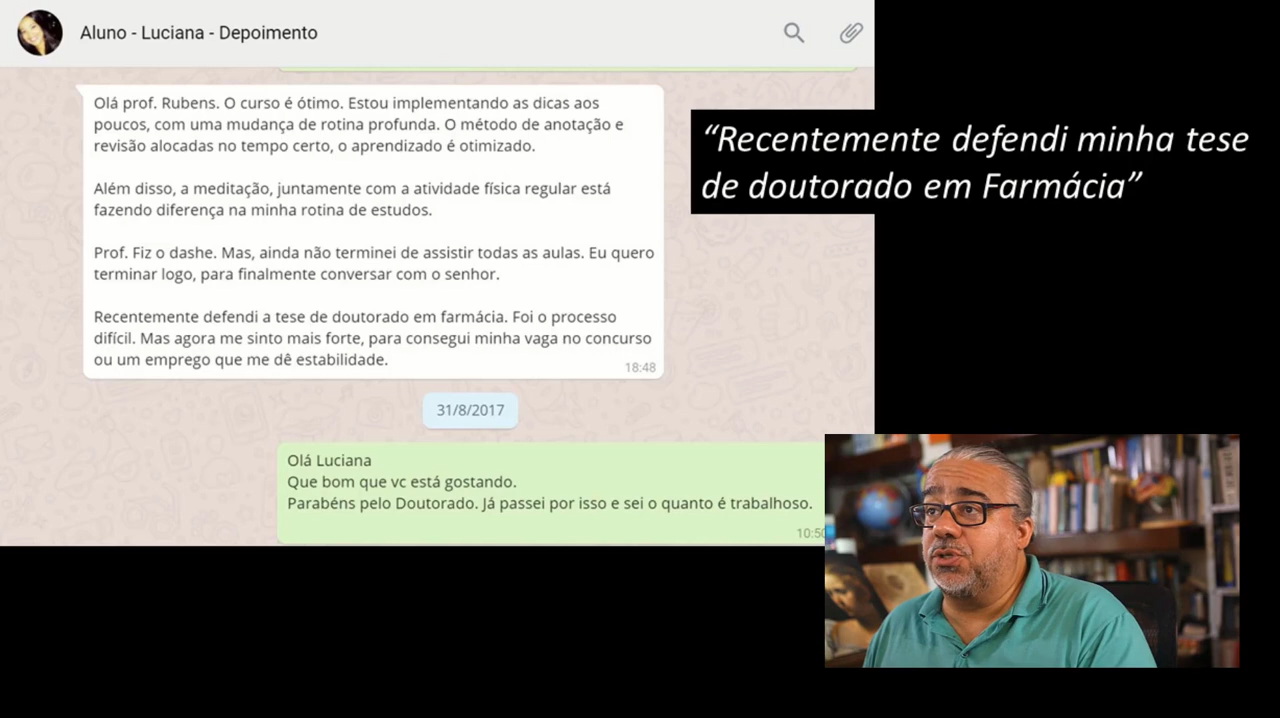 Aluno - Luciana - Depoimento
Olá prof. Rubens. O curso é ótimo. Estou implementando as dicas aos
poucos, com uma mudança de rotina profunda. O método de anotação e
revisão alocadas no tempo certo, o aprendizado é otimizado.
Além disso, a meditação, juntamente com a atividade física regular está
fazendo diferença na minha rotina de estudos.
Prof. Fiz o dashe. Mas, ainda não terminei de assistir todas as aulas. Eu quero
terminar logo, para finalmente conversar com o senhor.
Recentemente defendi a tese de doutorado em farmácia. Foi o processo
difícil. Mas agora me sinto mais forte, para consegui minha vaga no concurso
ou um emprego que me dê estabilidade.
18:48
“Recentemente defendi minha tese
de doutorado em Farmácia”
31/8/2017
Olá Luciana
Que bom que vc está gostando.
Parabéns pelo Doutorado. Já passei por isso e sei o quanto é trabalhoso.
10:50